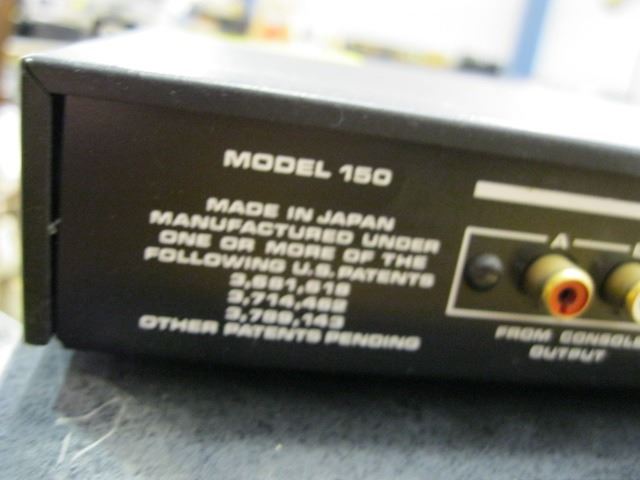 MODEL 150
MADE IN JAPAN
MANUFACTURED UNDER
ONE OR MORE OF THE
FOLLOWING U.S. PATENTS
3,681,618
3,714,462
3,789,143
OTHER PATENTS PENDING
A
FROM CONSOLE
OUTPUT